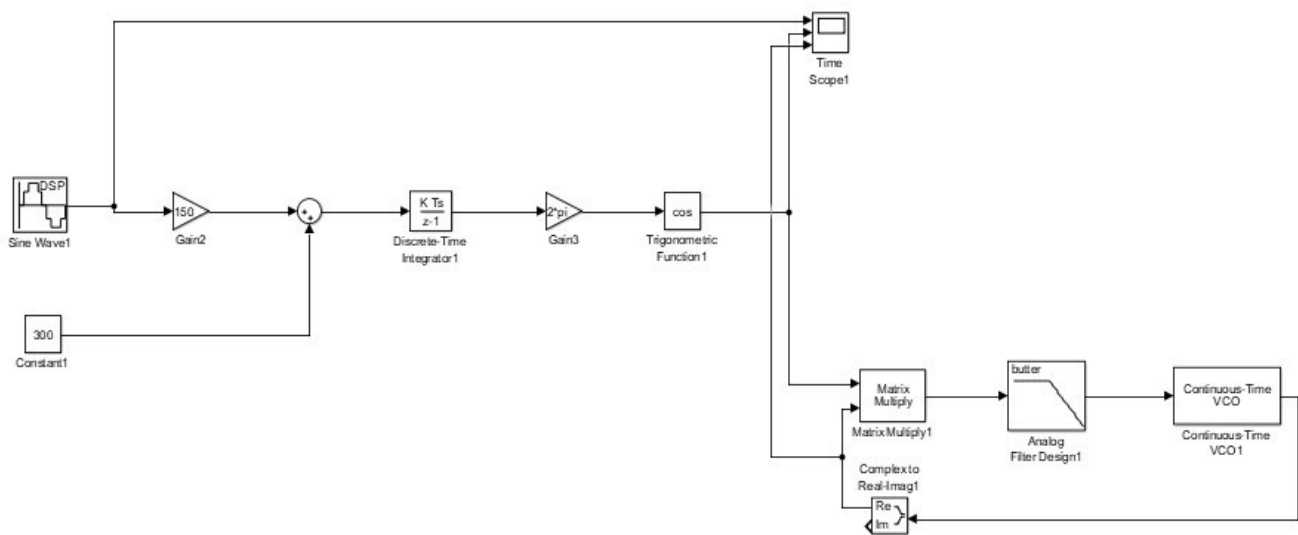 Time
Scope1
DSP
Sine Wave1
150
Gain2
+
+
K Ts
z-1
Discrete-Time
Integrator1
2*pi
Gain3
cos
Trigonometric
Function1
300
Constant1
Matrix
Multiply
Matrix Multiply1
butter
Analog
Filter Design1
Continuous-Time
VCO
Continuous-Time
VCO1
Complex to
Real-Imag1
Re
Im